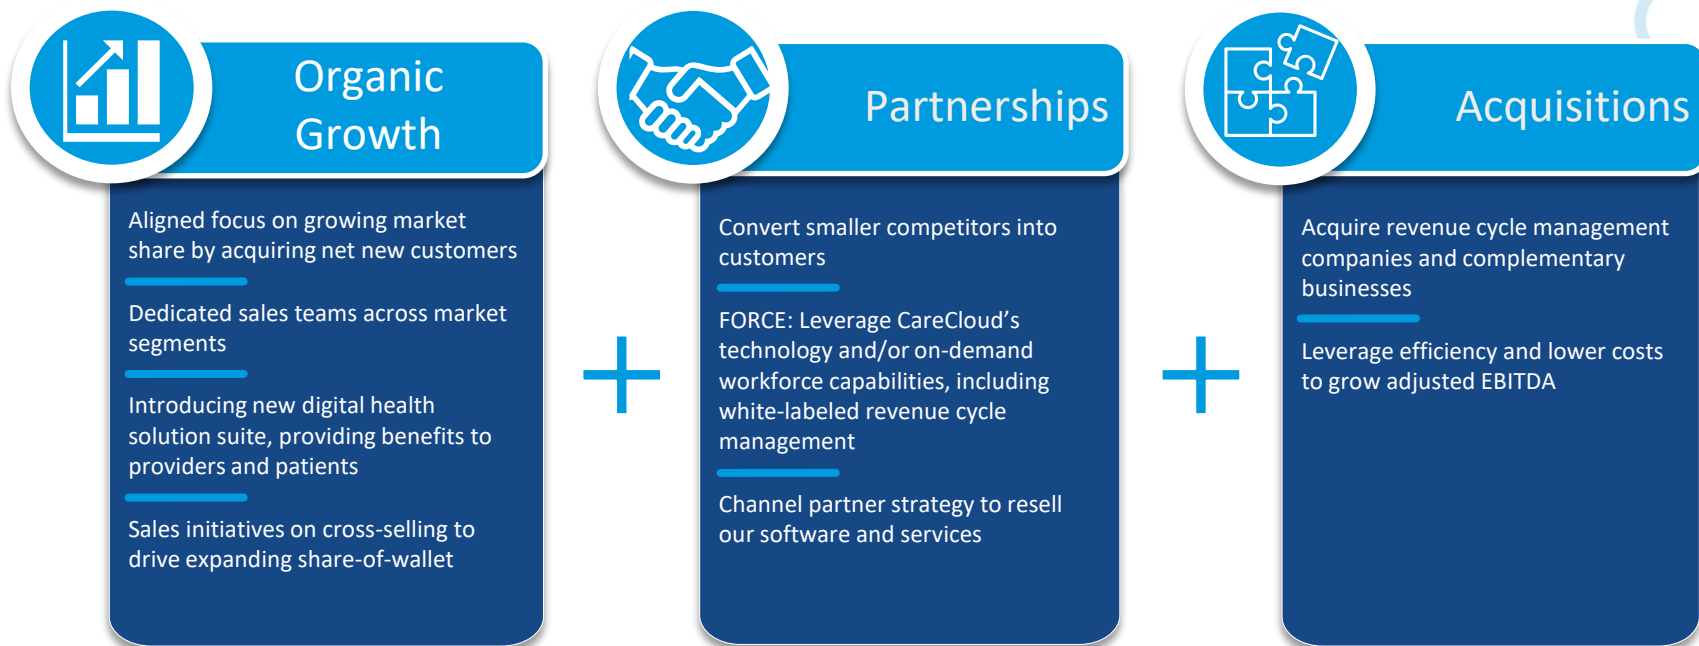 Organic
Growth
Aligned focus on growing market
share by acquiring net new customers
Dedicated sales teams across market
segments
Introducing new digital health
solution suite, providing benefits to
providers and patients
Sales initiatives on cross-selling to
drive expanding share-of-wallet
+
Partnerships
Convert smaller competitors into
customers
FORCE: Leverage CareCloud’s
technology and/or on-demand
workforce capabilities, including
white-labeled revenue cycle
management
Channel partner strategy to resell
our software and services
+
Acquisitions
Acquire revenue cycle management
companies and complementary
businesses
Leverage efficiency and lower costs
to grow adjusted EBITDA